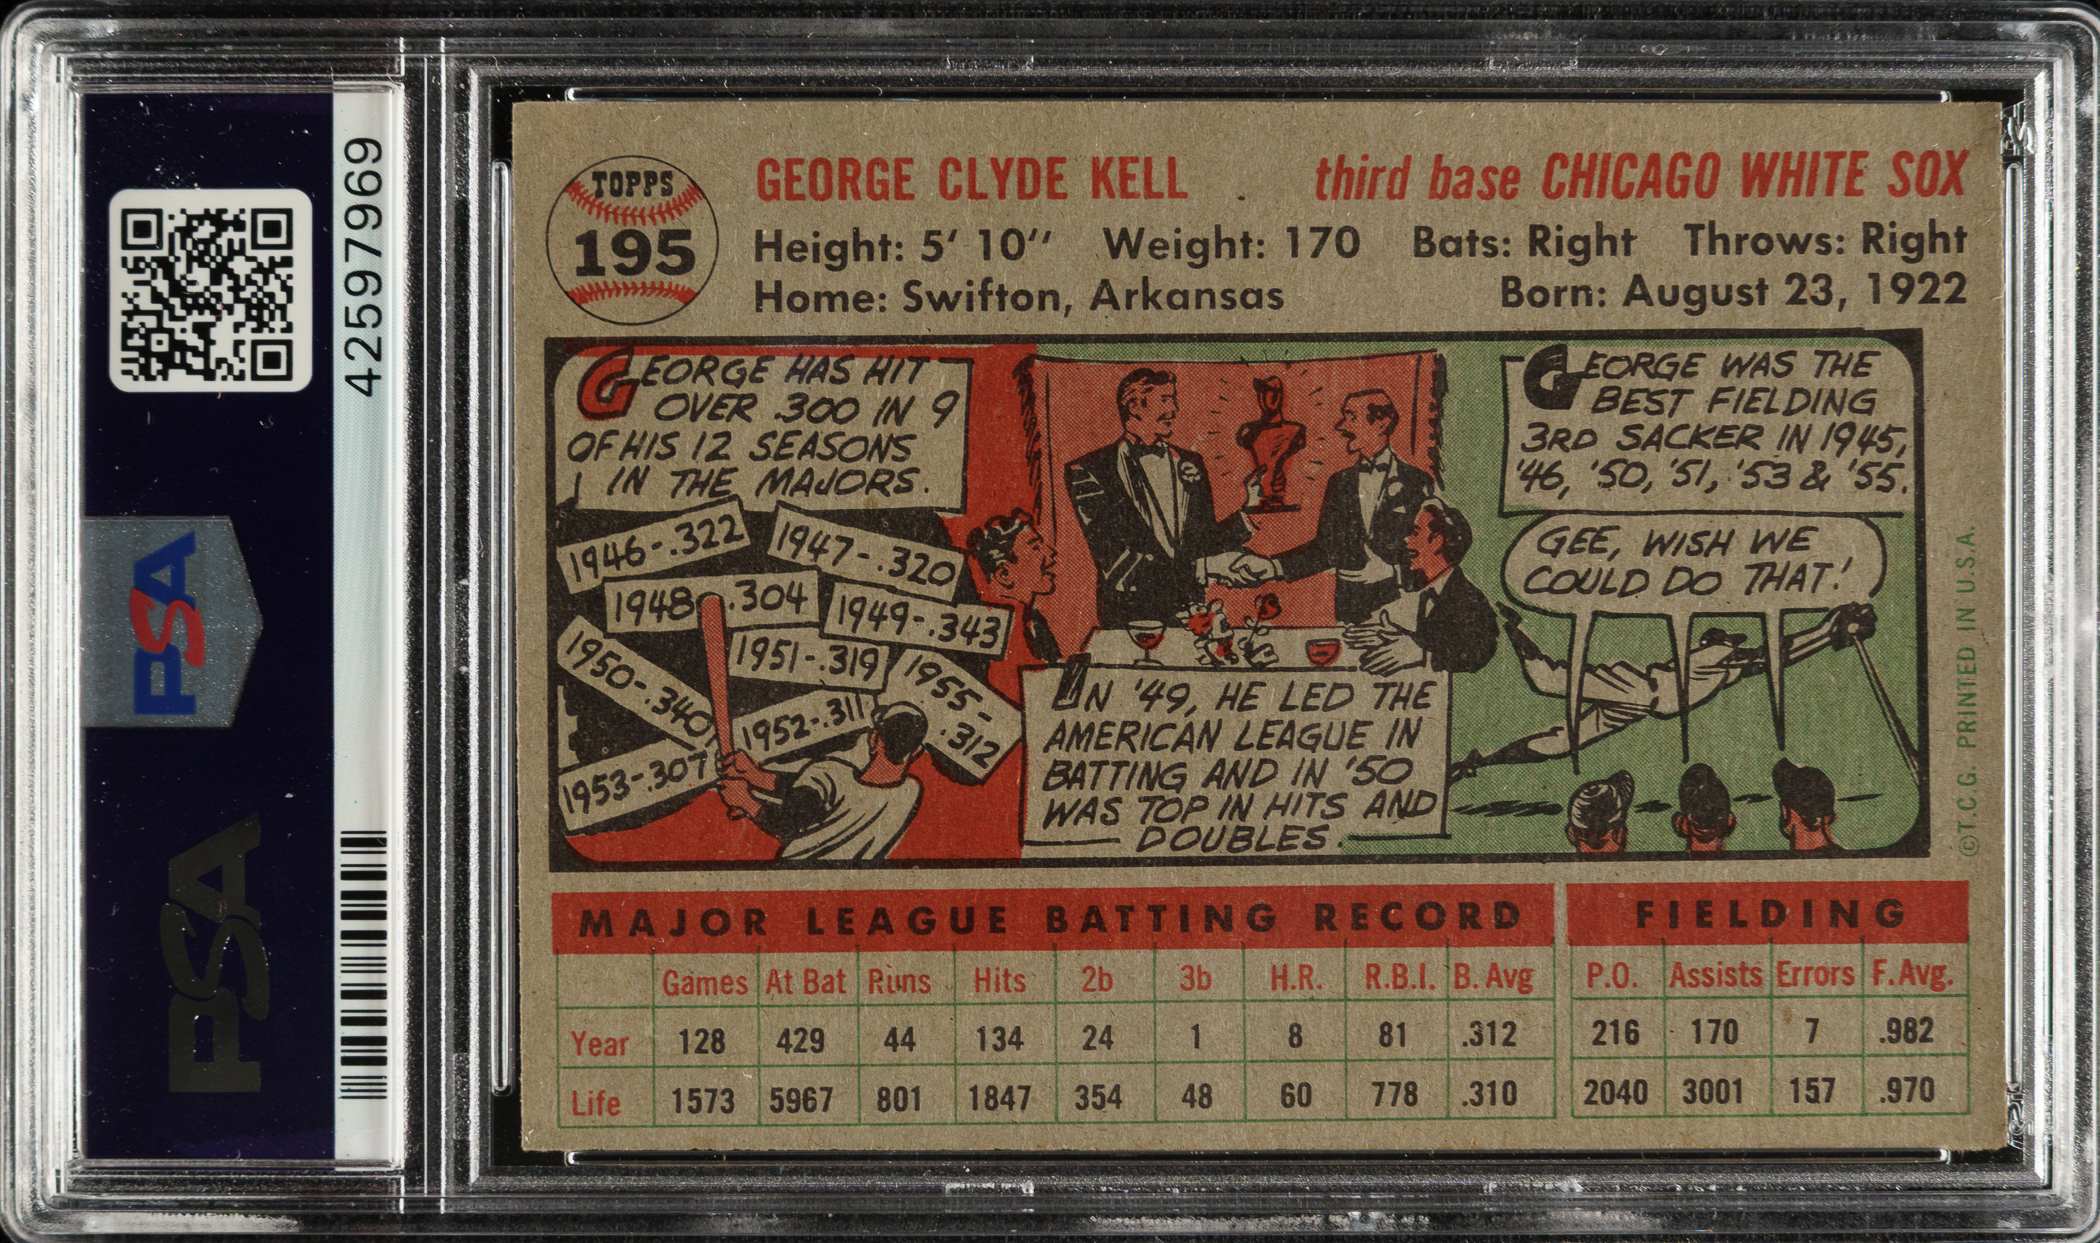 PSA
PSA
42597969
TOPPS
195
GEORGE CLYDE KELL third base CHICAGO WHITE SOX
Height: 5' 10" Weight: 170 Bats: Right Throws: Right
Home: Swifton, Arkansas Born: August 23, 1922
GEORGE HAS HIT
OVER .300 IN 9
OF HIS 12 SEASONS
IN THE MAJORS.
1946-.322
1947-.320
1948-.304
1949-.343
1950-.340
1951-.319
1955-
.312
1952-.311
1953-.307
IN '49, HE LED THE
AMERICAN LEAGUE IN
BATTING AND IN '50
WAS TOP IN HITS AND
DOUBLES.
GEORGE WAS THE
BEST FIELDING
3RD SACKER IN 1945,
'46, '50, '51, '53 & '55.
GEE, WISH WE
COULD DO THAT!
©T.C.G. PRINTED IN U.S.A.
MAJOR LEAGUE BATTING RECORD FIELDING
Games At Bat Runs Hits 2b 3b H.R. R.B.I. B. Avg P.O. Assists Errors F. Avg.
Year 128 429 44 134 24 1 8 81 .312 216 170 7 .982
Life 1573 5967 801 1847 354 48 60 778 .310 2040 3001 157 .970